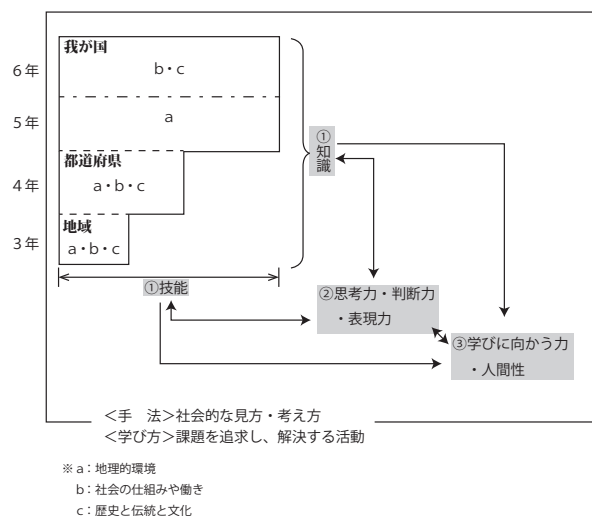 我が国
6年
b・c
5年
a
①知識
都道府県
4年
a・b・c
地域
3年
a・b・c
①技能
②思考力・判断力
・表現力
③学びに向かう力
・人間性
＜手　法＞社会的な見方・考え方
＜学び方＞課題を追求し、解決する活動
※a：地理的環境
b：社会の仕組みや働き
c：歴史と伝統と文化